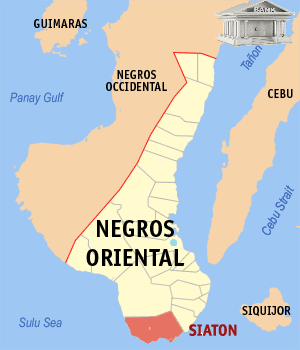 GUIMARAS
BANK
Tañon
NEGROS
OCCIDENTAL
Panay Gulf
CEBU
Cebu Strait
NEGROS
ORIENTAL
SIQUIJOR
Sulu Sea
SIATON